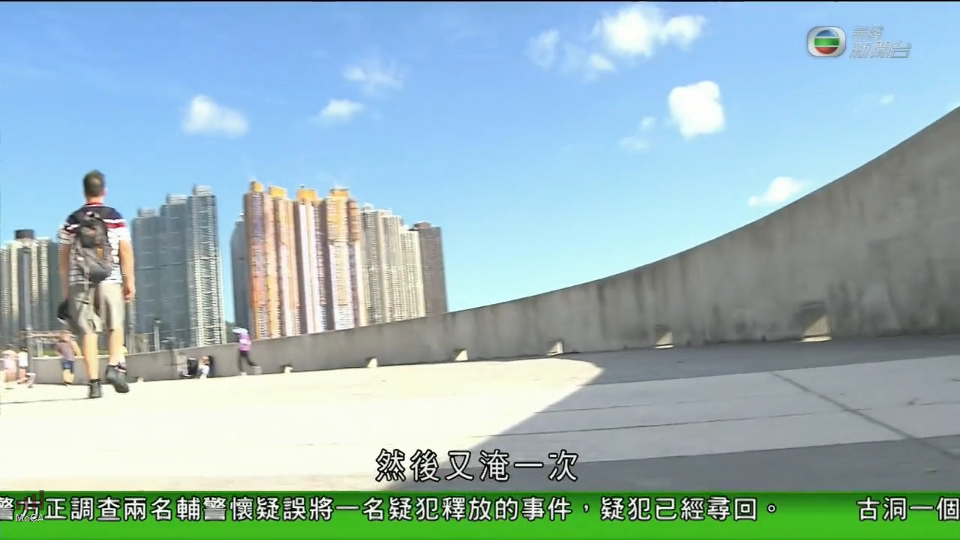 無綫
新聞台
然後又淹一次
警方正調查兩名輔警懷疑誤將一名疑犯釋放的事件，疑犯已經尋回。 古洞一個